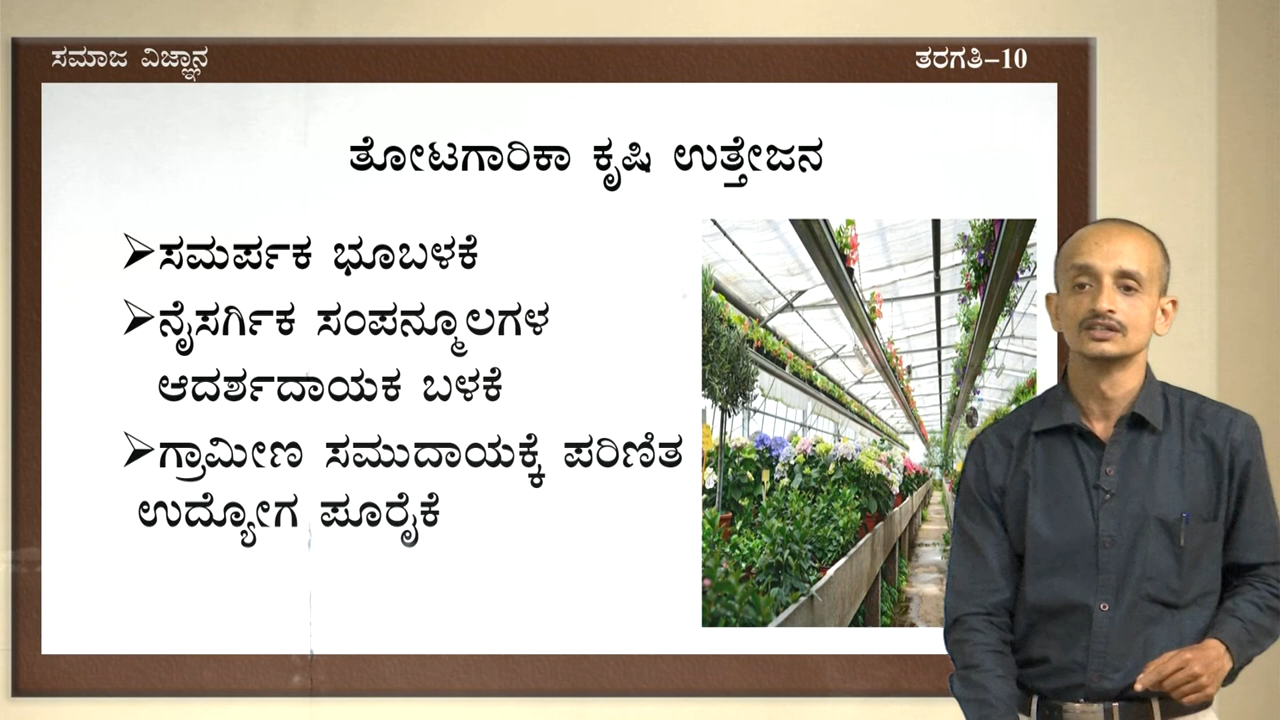 ಸಮಾಜ ವಿಜ್ಞಾನ
ತರಗತಿ-10
ತೋಟಗಾರಿಕಾ ಕೃಷಿ ಉತ್ತೇಜನ
➢ಸಮರ್ಪಕ ಭೂಬಳಕೆ
➢ನೈಸರ್ಗಿಕ ಸಂಪನ್ಮೂಲಗಳ
ಆದರ್ಶದಾಯಕ ಬಳಕೆ
➢ಗ್ರಾಮೀಣ ಸಮುದಾಯಕ್ಕೆ ಪರಿಣಿತ
ಉದ್ಯೋಗ ಪೂರೈಕೆ